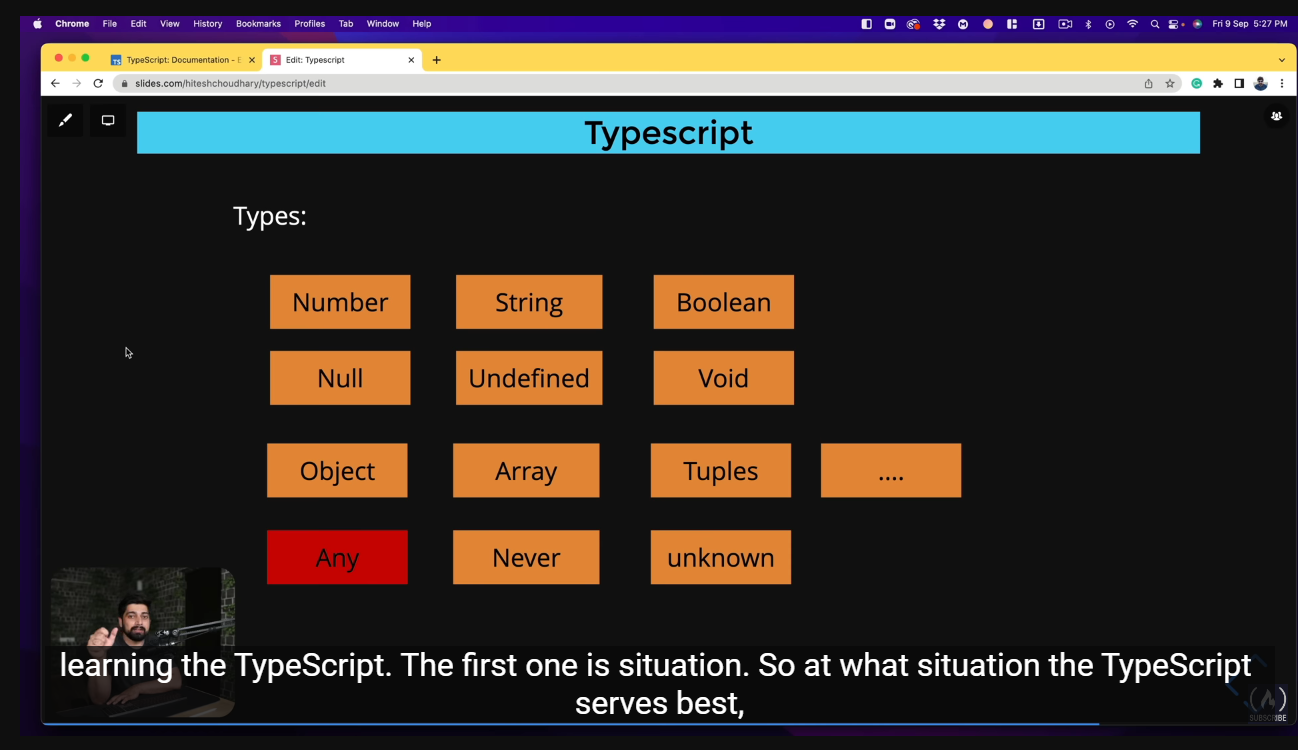 Chrome File Edit View History Bookmarks Profiles Tab Window Help Fri 9 Sep 5:27 PM
TypeScript: Documentation - E Edit: Typescript
slides.com/hiteshchoudhary/typescript/edit
Typescript
Types:
Number String Boolean
Null Undefined Void
Object Array Tuples ....
Any Never unknown
learning the TypeScript. The first one is situation. So at what situation the TypeScript
serves best,
SUBSCRIBE